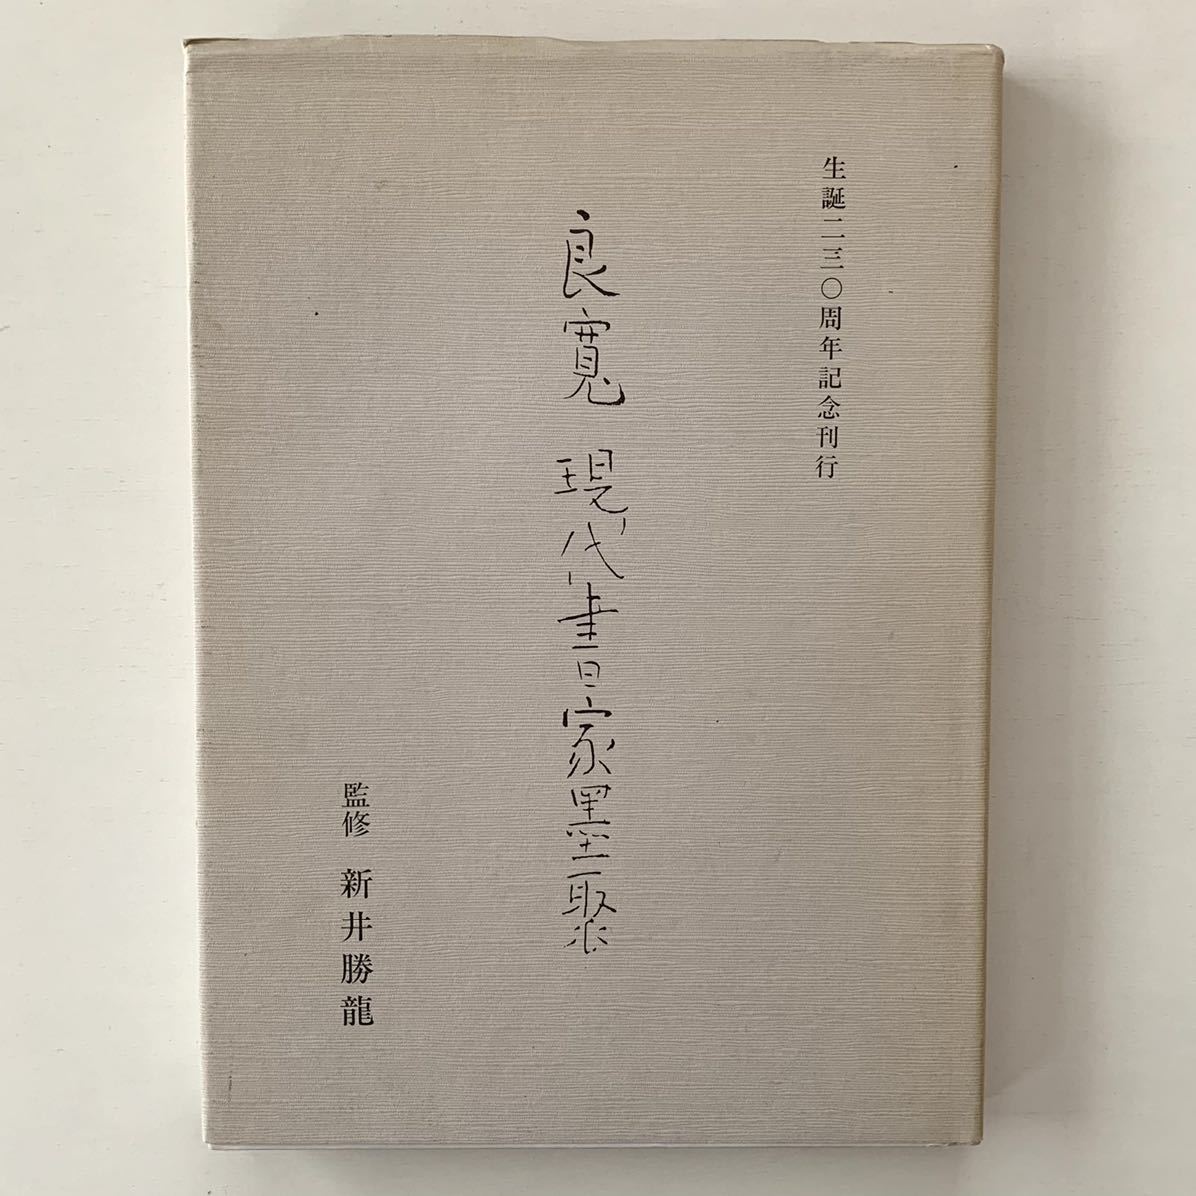 生誕二三〇周年記念刊行
良寛 現代書家墨聚
監修 新井勝龍